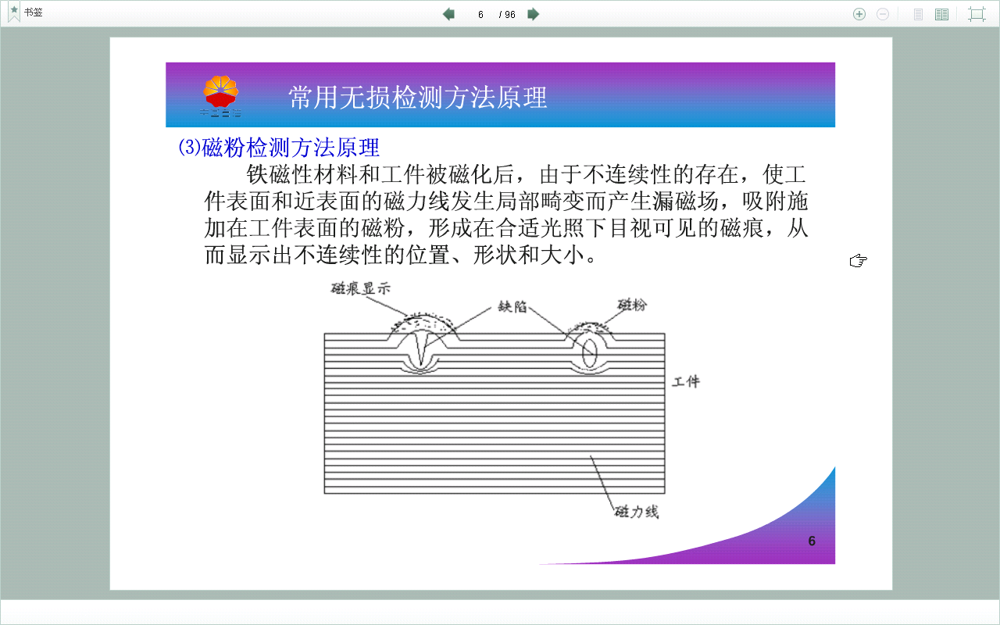 书签
6 / 96
常用无损检测方法原理
⑶磁粉检测方法原理
铁磁性材料和工件被磁化后，由于不连续性的存在，使工
件表面和近表面的磁力线发生局部畸变而产生漏磁场，吸附施
加在工件表面的磁粉，形成在合适光照下目视可见的磁痕，从
而显示出不连续性的位置、形状和大小。
磁痕显示
缺陷
磁粉
工件
磁力线
6